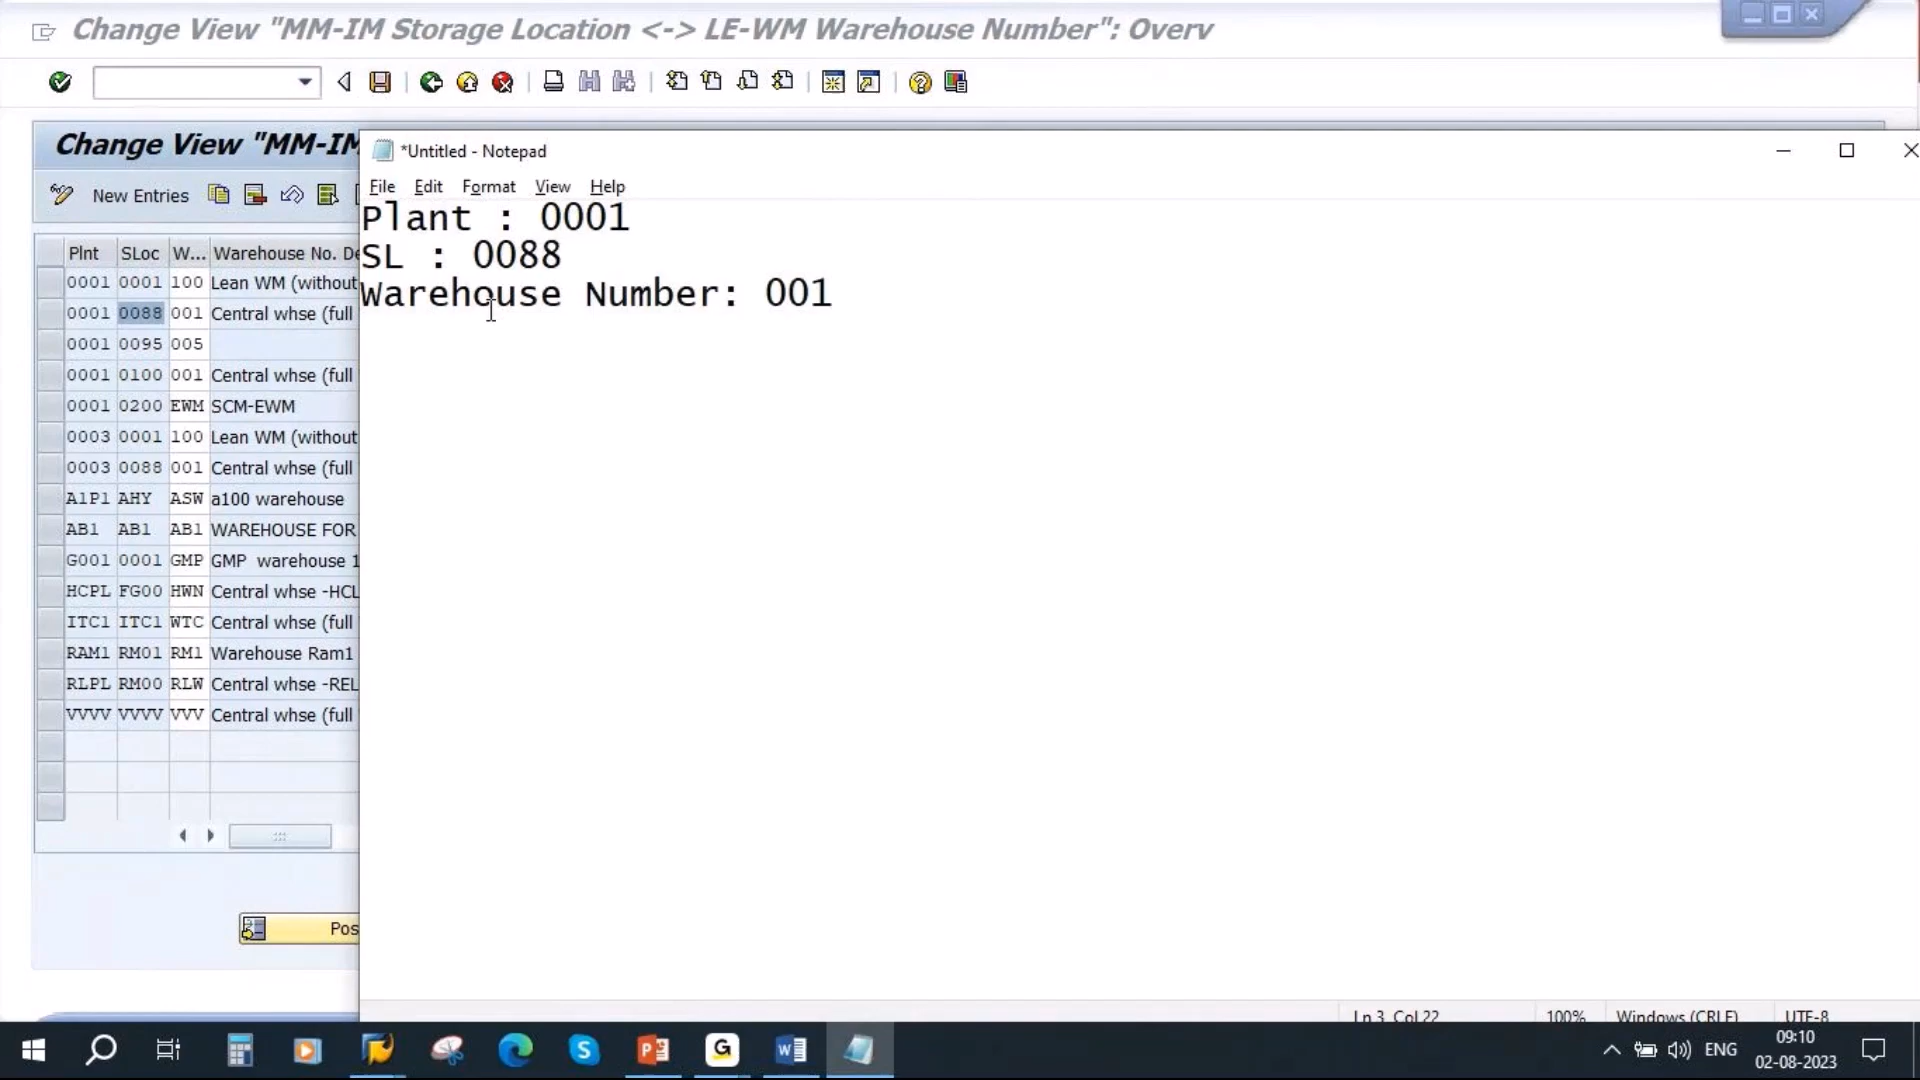 Change View "MM-IM Storage Location <-> LE-WM Warehouse Number": Overv
Change View "MM-IM
New Entries
Plnt SLoc W... Warehouse No. De
0001 0001 100 Lean WM (without
0001 0088 001 Central whse (full
0001 0095 005
0001 0100 001 Central whse (full
0001 0200 EWM SCM-EWM
0003 0001 100 Lean WM (without
0003 0088 001 Central whse (full
A1P1 AHY ASW a100 warehouse
AB1 AB1 AB1 WAREHOUSE FOR
G001 0001 GMP GMP warehouse 1
HCPL FG00 HWN Central whse -HCL
ITC1 ITC1 WTC Central whse (full
RAM1 RM01 RM1 Warehouse Ram1
RLPL RM00 RLW Central whse -REL
VVVV VVVV VVV Central whse (full
Pos
*Untitled - Notepad
File Edit Format View Help
Plant : 0001
SL : 0088
Warehouse Number: 001
Ln 3, Col 22 100% Windows (CRLF) UTF-8
ENG
09:10
02-08-2023